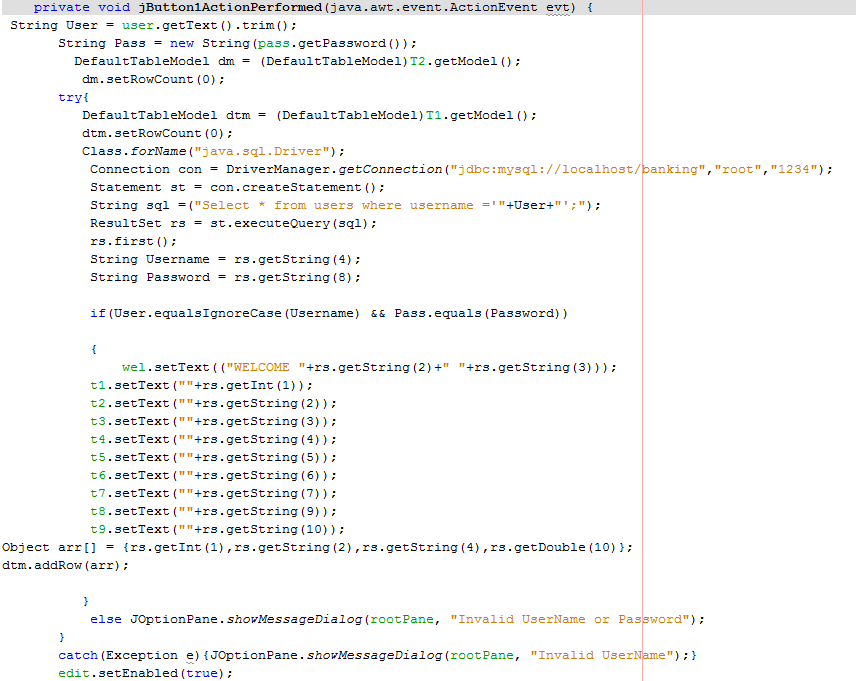 private void jButton1ActionPerformed(java.awt.event.ActionEvent evt) {
String User = user.getText().trim();
String Pass = new String(pass.getPassword());
DefaultTableModel dm = (DefaultTableModel)T2.getModel();
dm.setRowCount(0);
try{
DefaultTableModel dtm = (DefaultTableModel)T1.getModel();
dtm.setRowCount(0);
Class.forName("java.sql.Driver");
Connection con = DriverManager.getConnection("jdbc:mysql://localhost/banking","root","1234");
Statement st = con.createStatement();
String sql =("Select * from users where username ='"+User+"';");
ResultSet rs = st.executeQuery(sql);
rs.first();
String Username = rs.getString(4);
String Password = rs.getString(8);
if(User.equalsIgnoreCase(Username) && Pass.equals(Password))
{
wel.setText(("WELCOME "+rs.getString(2)+" "+rs.getString(3)));
t1.setText(""+rs.getInt(1));
t2.setText(""+rs.getString(2));
t3.setText(""+rs.getString(3));
t4.setText(""+rs.getString(4));
t5.setText(""+rs.getString(5));
t6.setText(""+rs.getString(6));
t7.setText(""+rs.getString(7));
t8.setText(""+rs.getString(9));
t9.setText(""+rs.getString(10));
Object arr[] = {rs.getInt(1),rs.getString(2),rs.getString(4),rs.getDouble(10)};
dtm.addRow(arr);
}
else JOptionPane.showMessageDialog(rootPane, "Invalid UserName or Password");
}
catch(Exception e){JOptionPane.showMessageDialog(rootPane, "Invalid UserName");}
edit.setEnabled(true);